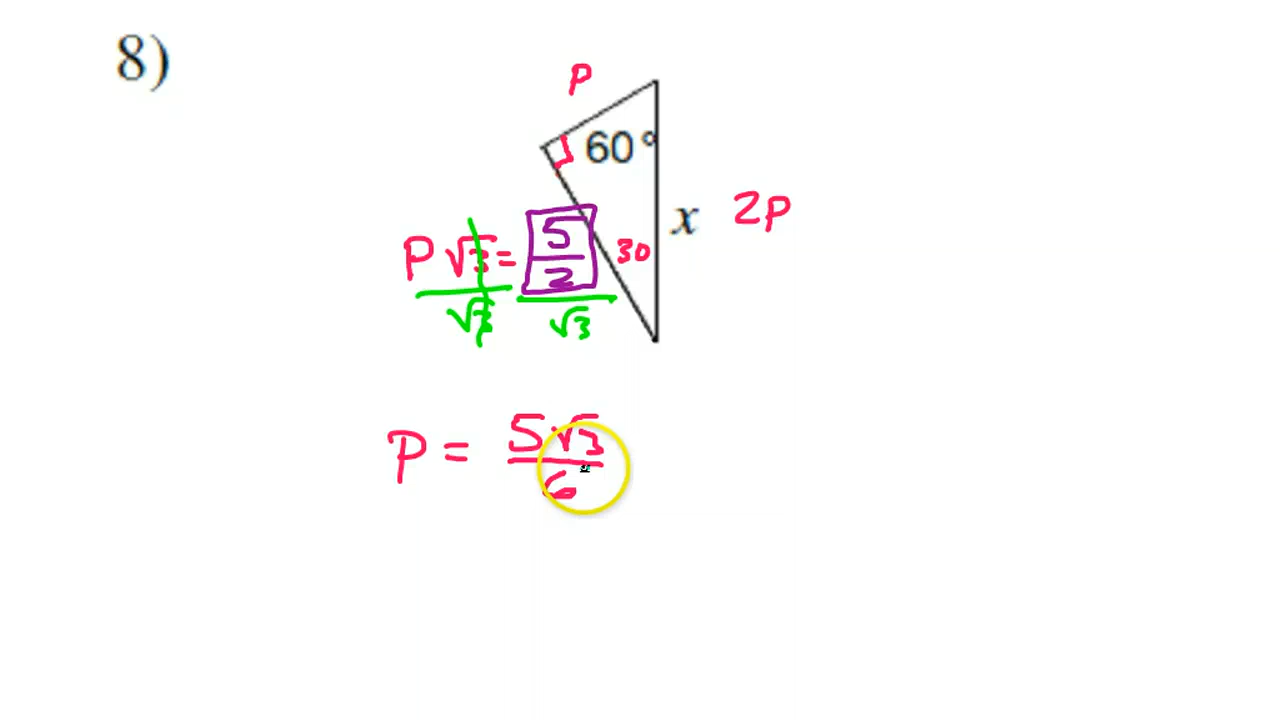 8)
P
60°
P√3 = 5/2
x 2P
30
√3 √3
P = 5√3/6